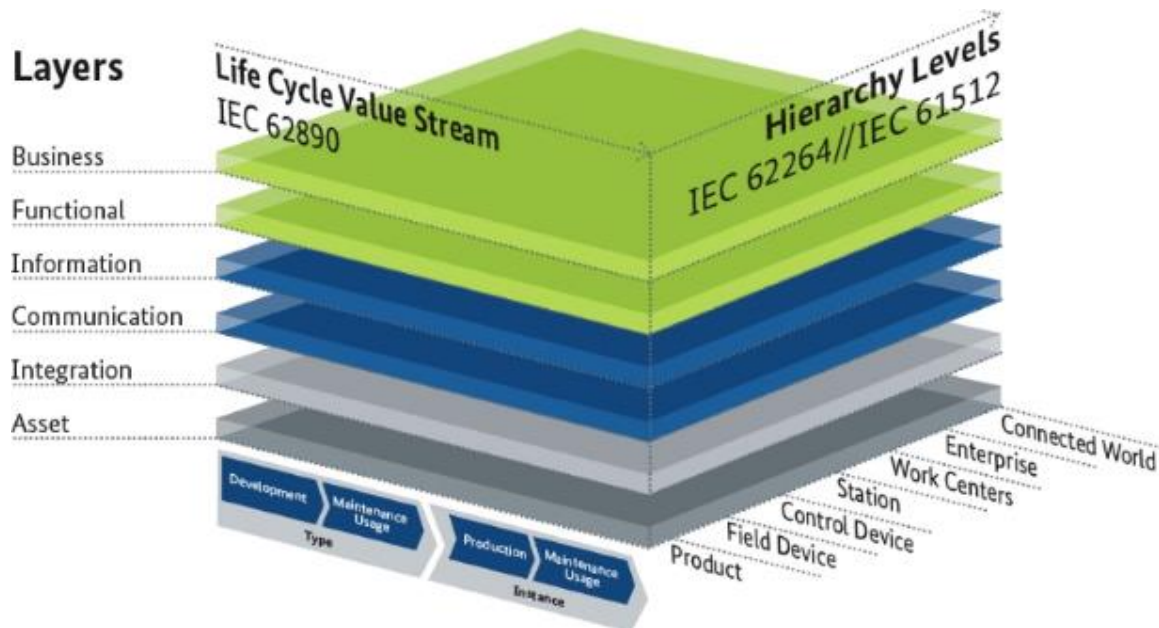 Layers
Life Cycle Value Stream
IEC 62890
Hierarchy Levels
IEC 62264//IEC 61512
Business
Functional
Information
Communication
Integration
Asset
Development
Maintenance
Usage
Type
Production
Maintenance
Usage
Instance
Connected World
Enterprise
Work Centers
Station
Control Device
Field Device
Product